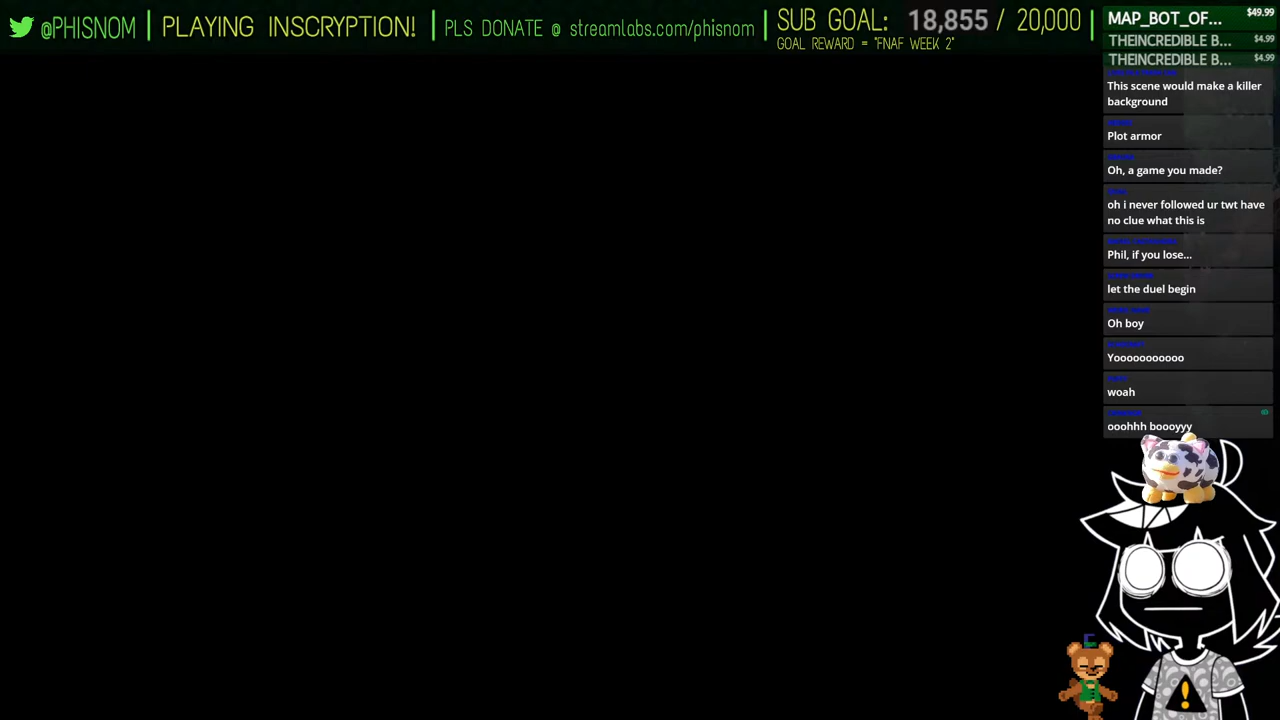 @PHISNOM
PLAYING INSCRYPTION!
PLS DONATE @ streamlabs.com/phisnom
SUB GOAL: 18,855 / 20,000
GOAL REWARD = "FNAF WEEK 2"
MAP_BOT_OF... $49.99
THEINCREDIBLE B... $4.99
THEINCREDIBLE B... $4.99
This scene would make a killer
background
Plot armor
Oh, a game you made?
oh i never followed ur twt have
no clue what this is
Phil, if you lose...
let the duel begin
Oh boy
Yooooooooooo
woah
ooohhh boooyyy